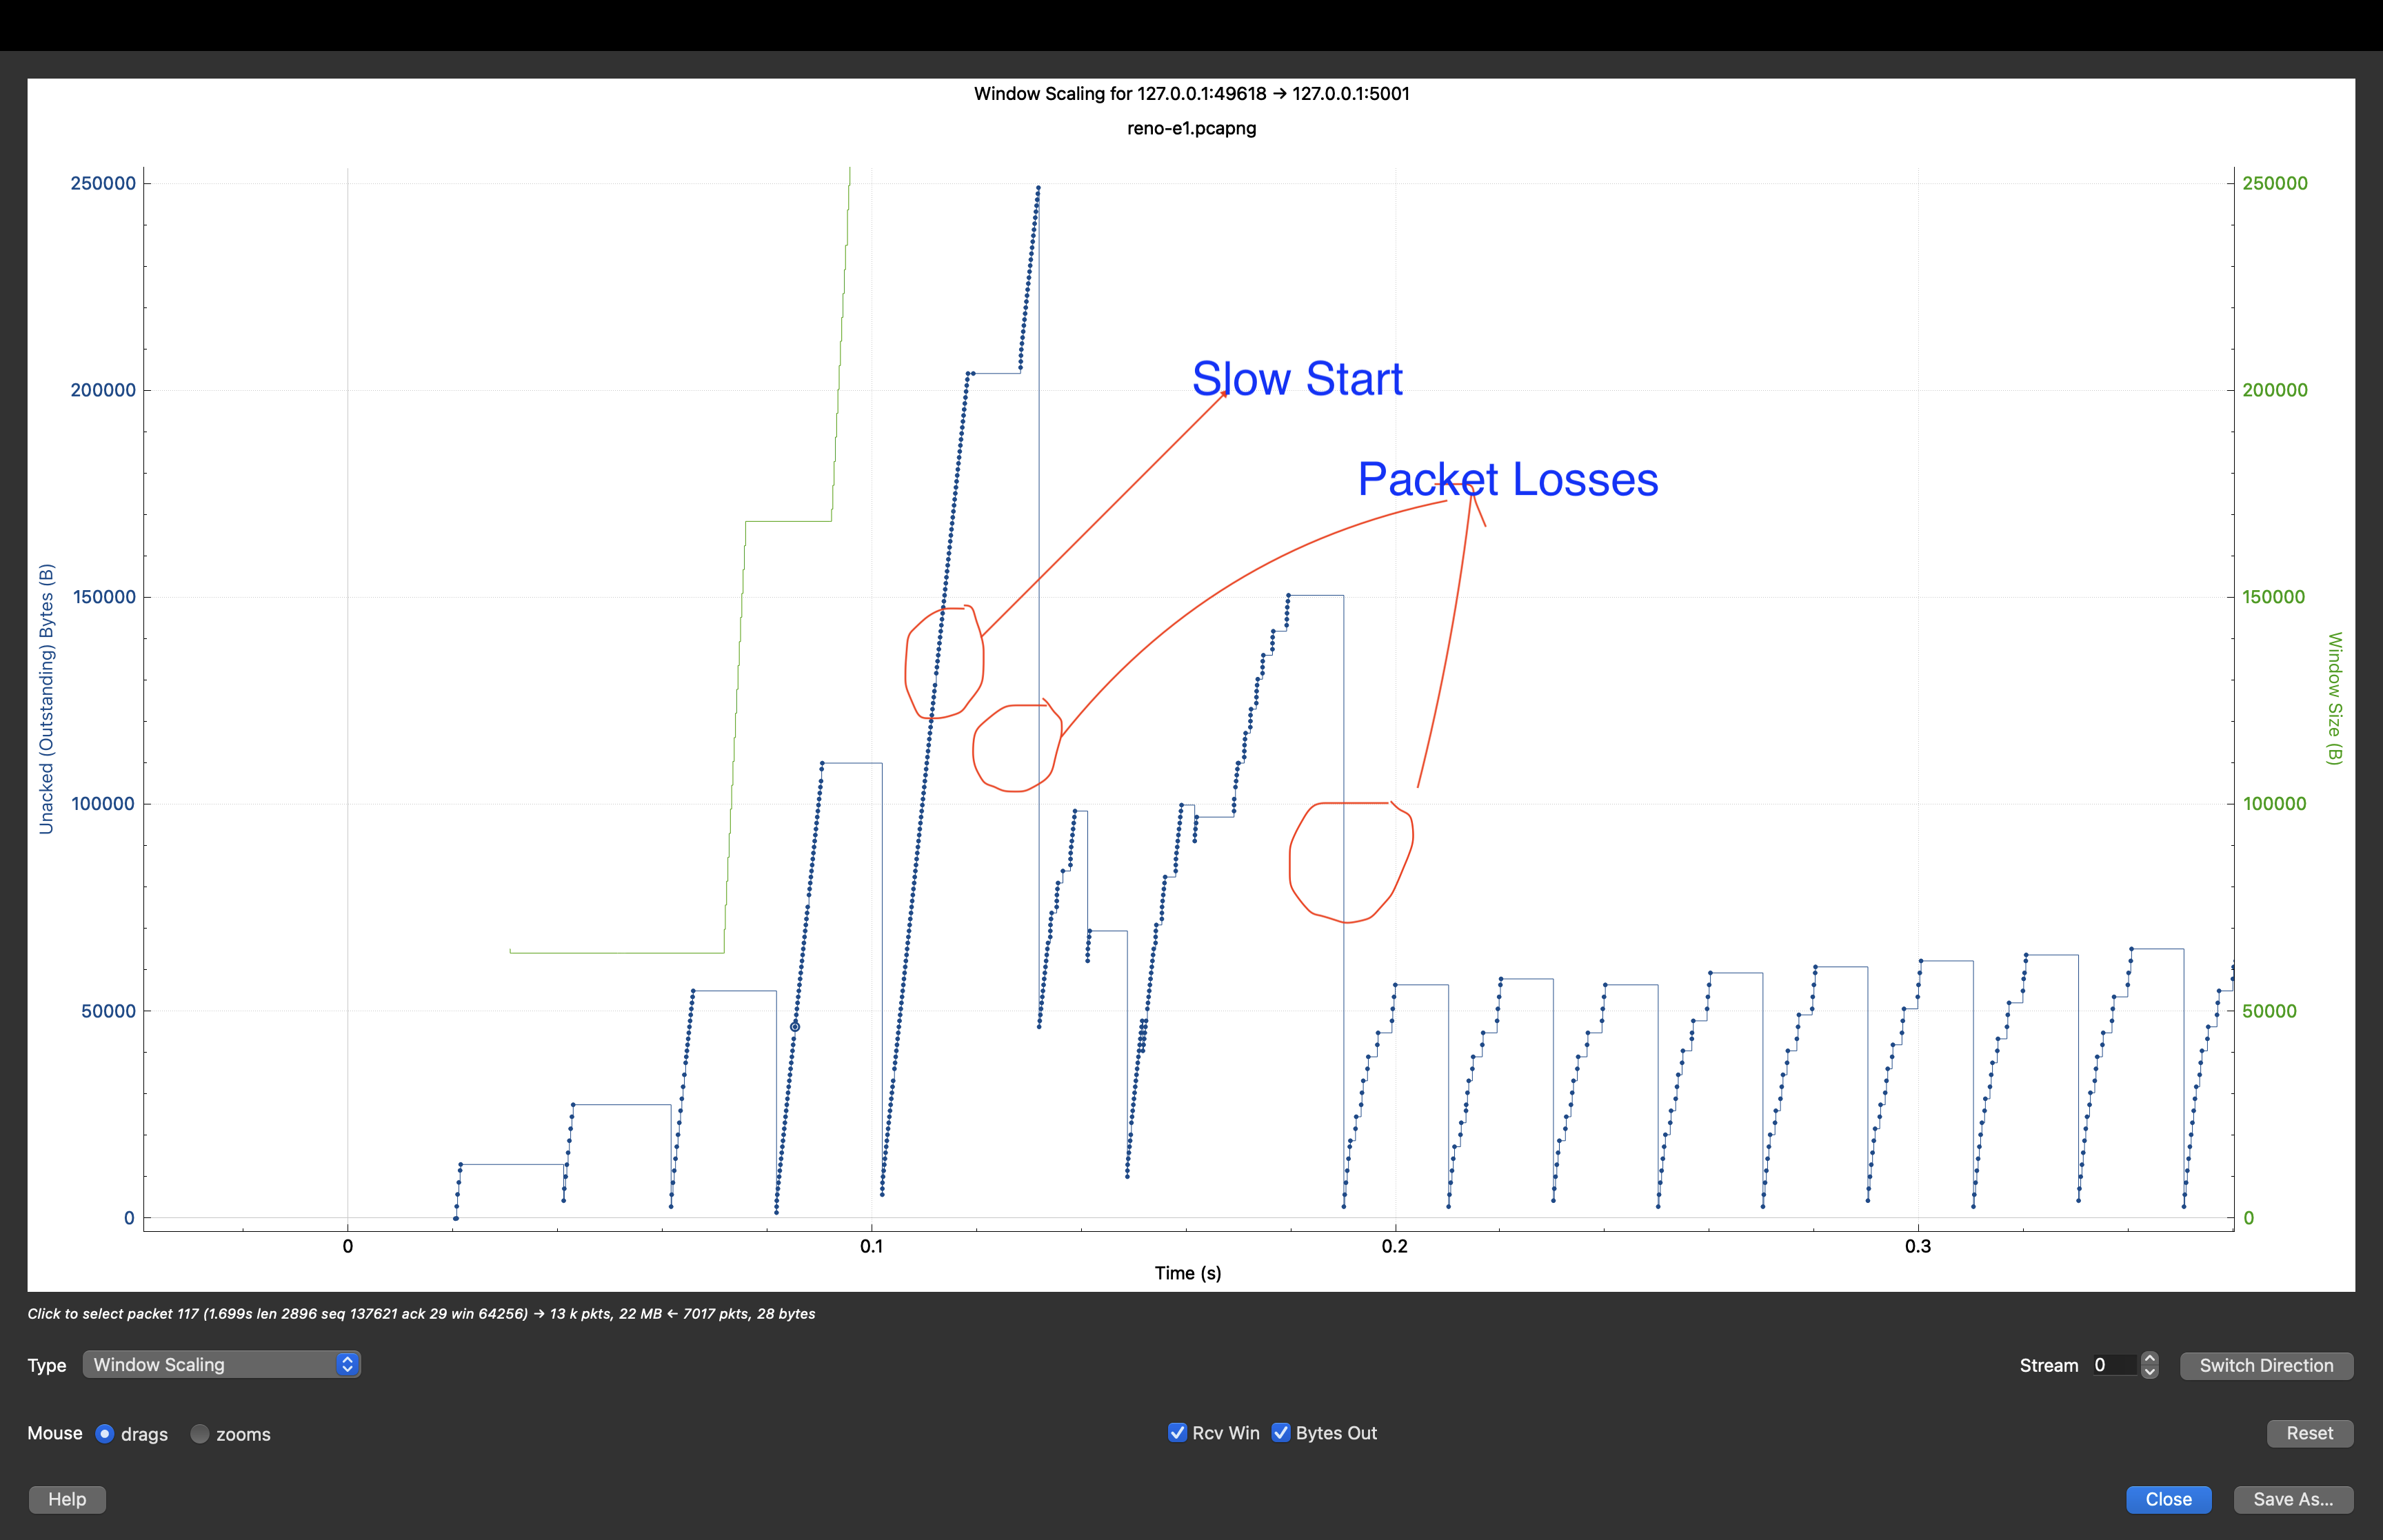 Window Scaling for 127.0.0.1:49618 → 127.0.0.1:5001
reno-e1.pcapng
250000
200000
150000
100000
50000
0
Unacked (Outstanding) Bytes (B)
Slow Start
Packet Losses
250000
200000
150000
100000
50000
0
Window Size (B)
0
0.1
0.2
0.3
Time (s)
Click to select packet 117 (1.699s len 2896 seq 137621 ack 29 win 64256) → 13 k pkts, 22 MB ← 7017 pkts, 28 bytes
Type Window Scaling
Stream 0 Switch Direction
Mouse drags zooms
Rcv Win Bytes Out
Reset
Help
Close Save As...